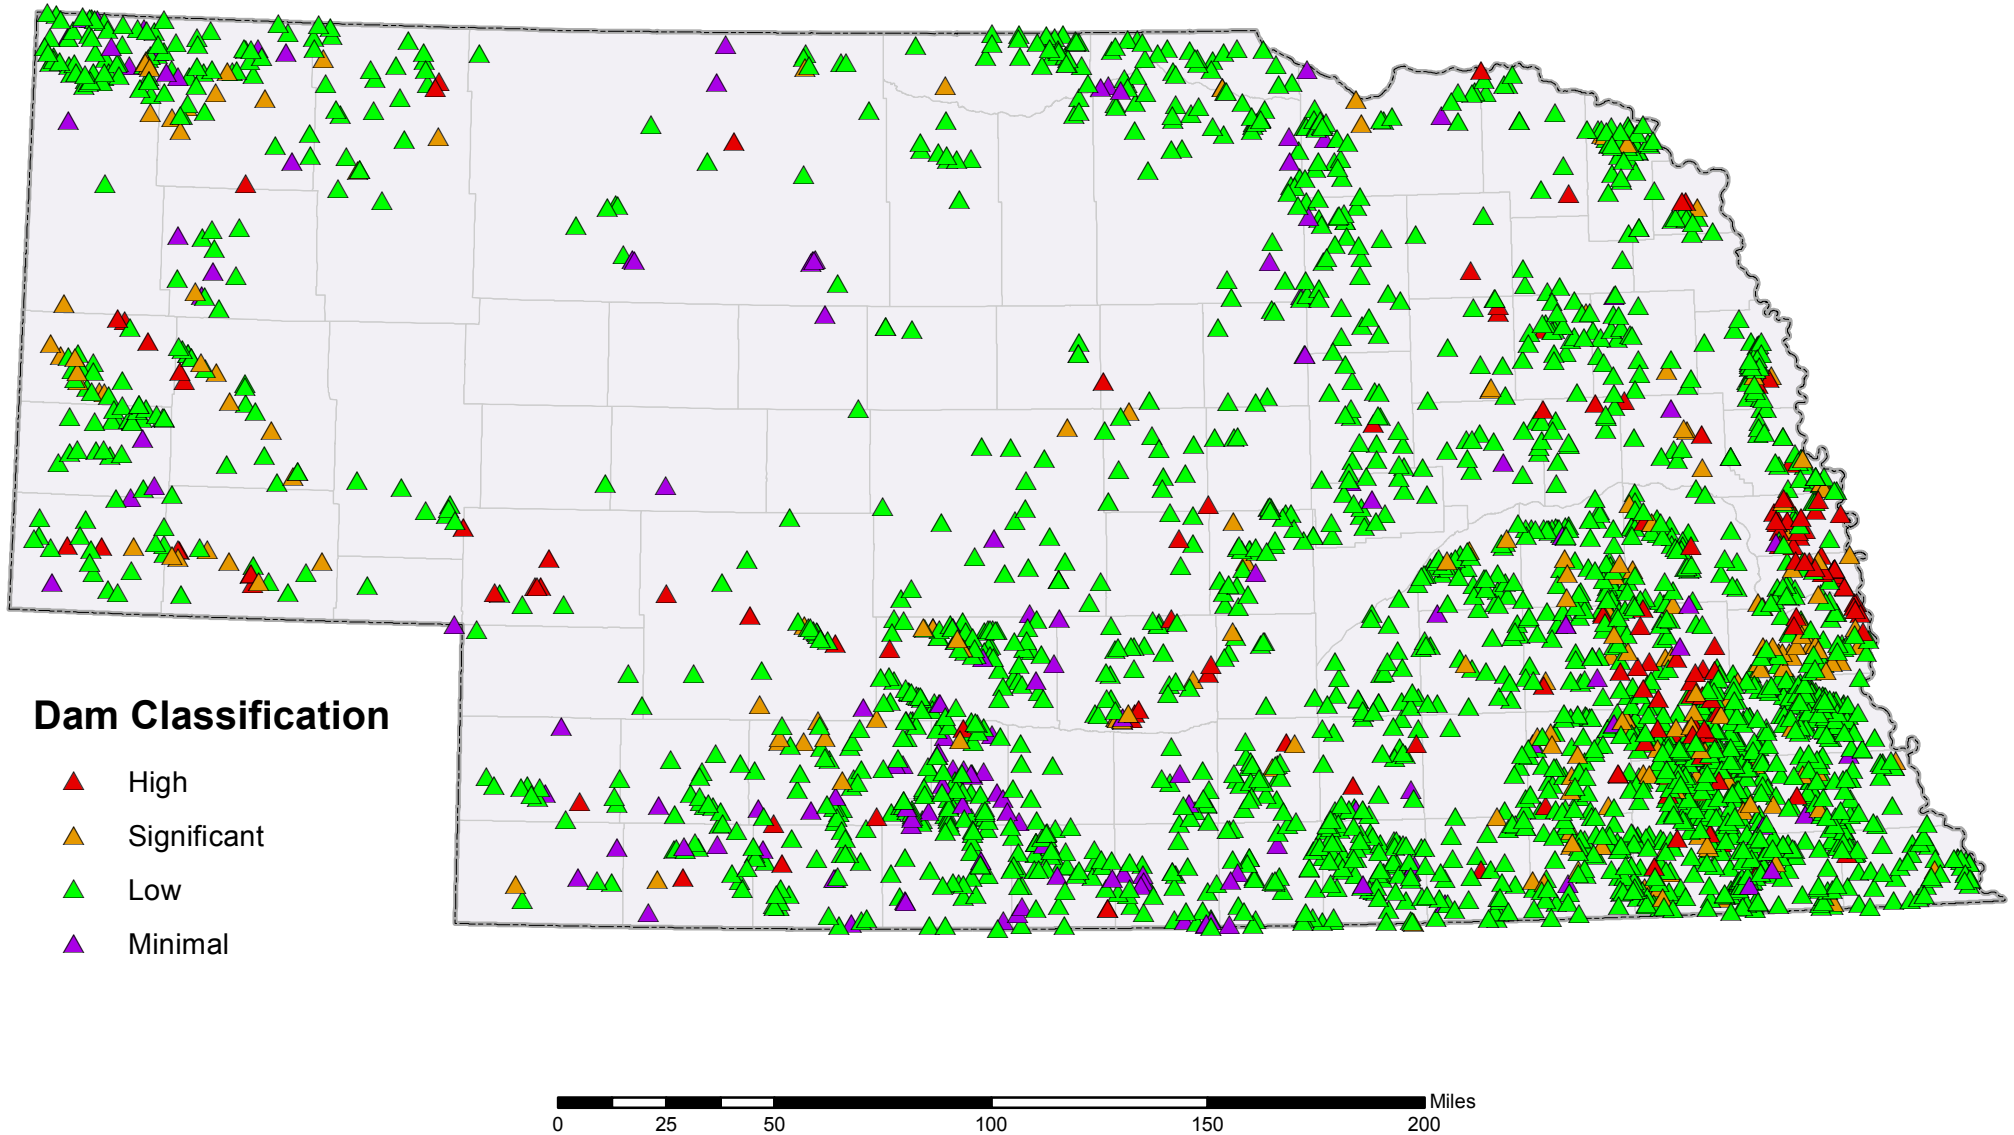 Dam Classification
High
Significant
Low
Minimal
0 25 50 100 150 200 Miles